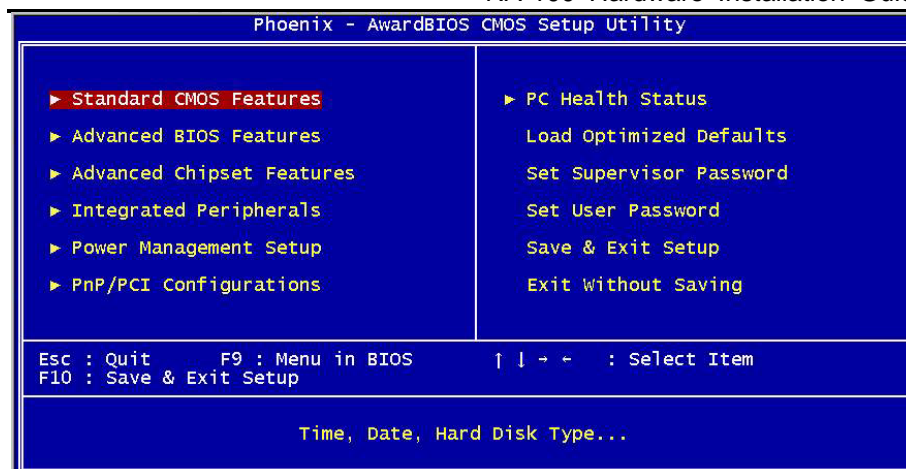 Hardware Installation
Phoenix - AwardBIOS CMOS Setup Utility
► Standard CMOS Features
► Advanced BIOS Features
► Advanced Chipset Features
► Integrated Peripherals
► Power Management Setup
► PnP/PCI Configurations
► PC Health Status
Load Optimized Defaults
Set Supervisor Password
Set User Password
Save & Exit Setup
Exit Without Saving
Esc : Quit F9 : Menu in BIOS ↑ ↓ → ← : Select Item
F10 : Save & Exit Setup
Time, Date, Hard Disk Type...